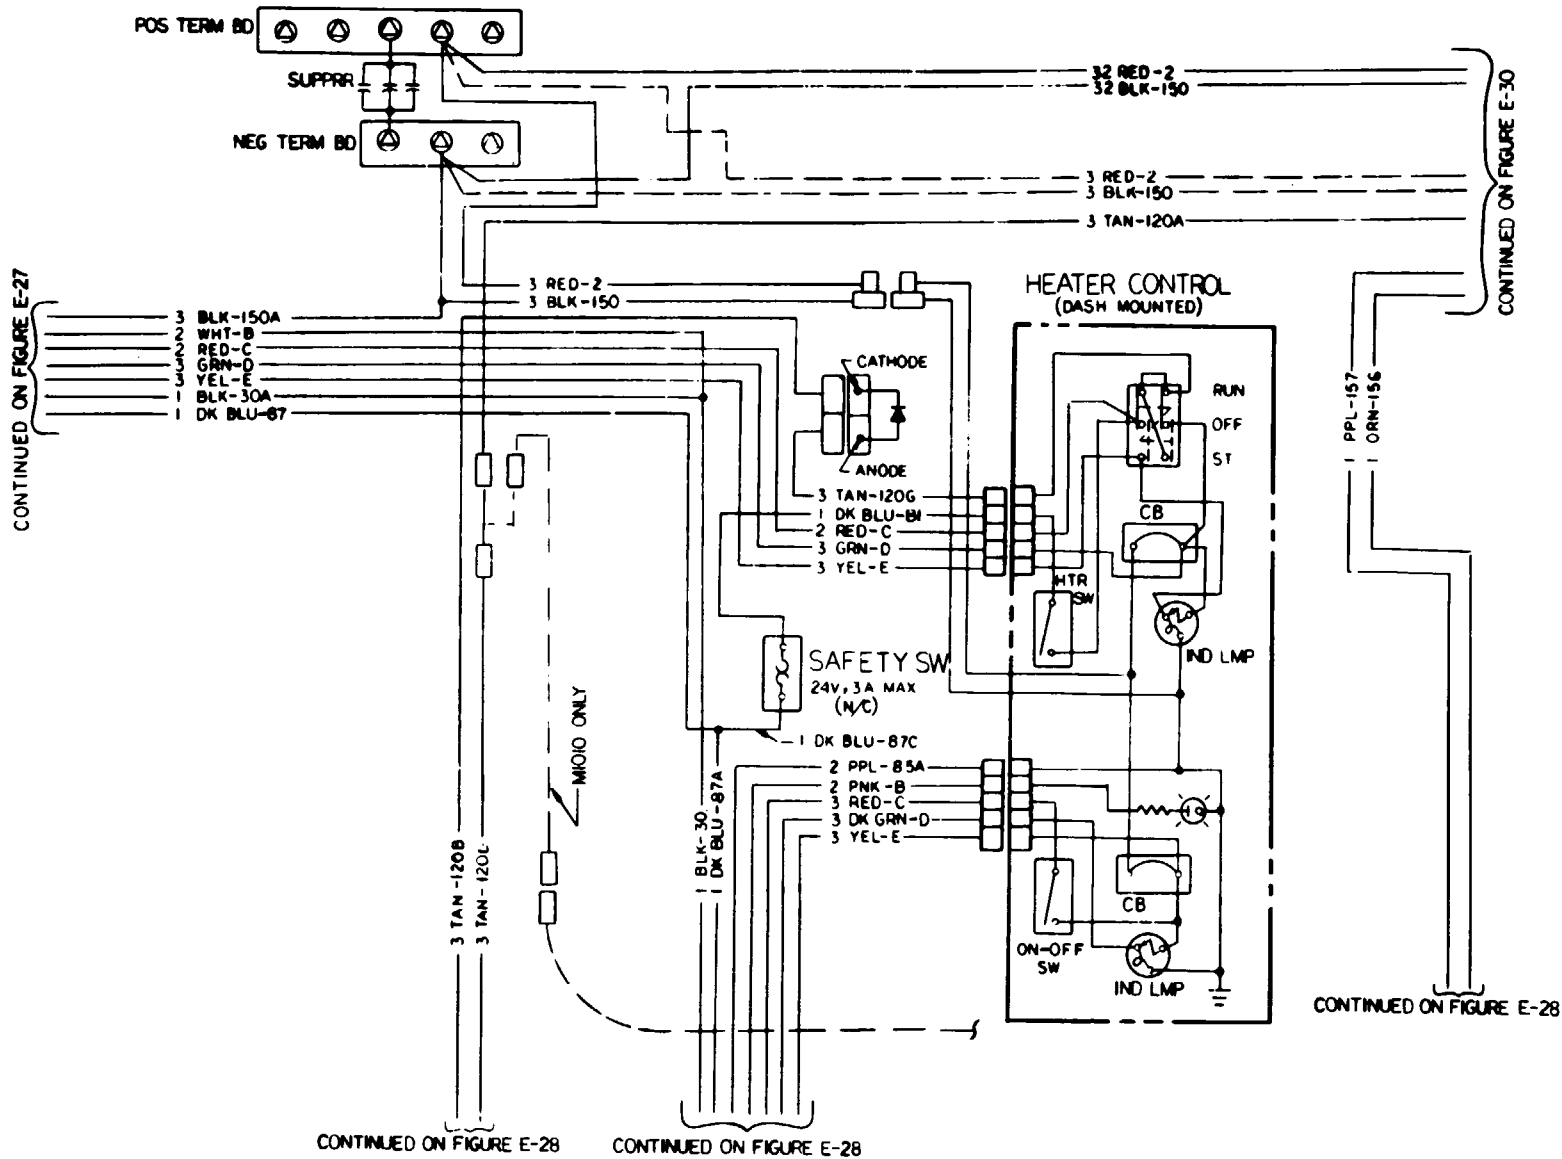 POS TERM BD
SUPPRR
NEG TERM BD
32 RED-2
32 BLK-150
3 RED-2
3 BLK-150
3 TAN-120A
CONTINUED ON FIGURE E-30
3 RED-2
3 BLK-150
HEATER CONTROL
(DASH MOUNTED)
CONTINUED ON FIGURE E-27
3 BLK-150A
2 WHT-B
2 RED-C
3 GRN-D
3 YEL-E
1 BLK-30A
1 DK BLU-87
CATHODE
ANODE
RUN
OFF
ST
1 PPL-157
1 ORN-156
3 TAN-120G
1 DK BLU-B1
2 RED-C
3 GRN-D
3 YEL-E
CB
HTR
SW
IND LMP
SAFETY SW
24V, 3A MAX
(N/C)
1 DK BLU-87C
M1010 ONLY
2 PPL-85A
2 PNK-B
3 RED-C
3 DK GRN-D
3 YEL-E
1 BLK-30
1 DK BLU-87A
3 TAN-120B
3 TAN-120L
CB
ON-OFF
SW
IND LMP
CONTINUED ON FIGURE E-28
CONTINUED ON FIGURE E-28
CONTINUED ON FIGURE E-28